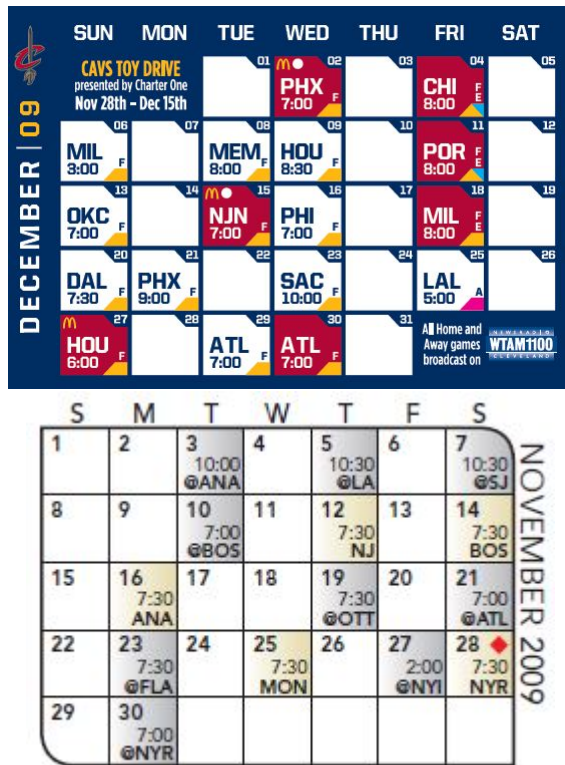 SUN MON TUE WED THU FRI SAT
DECEMBER | 09
CAVS TOY DRIVE
presented by Charter One
Nov 28th – Dec 15th
01 02 03 04 05
PHX CHI
7:00 F 8:00 F E
06 07 08 09 10 11 12
MIL MEM HOU POR
3:00 F 8:00 F 8:30 F 8:00 F E
13 14 15 16 17 18 19
OKC NJN PHI MIL
7:00 F 7:00 F 7:00 F 8:00 F E
20 21 22 23 24 25 26
DAL PHX SAC LAL
7:30 F 9:00 F 10:00 F 5:00 A
27 28 29 30 31
HOU ATL ATL
6:00 F 7:00 F 7:00 F
All Home and
Away games
broadcast on
NEWSRADIO
WTAM1100
CLEVELAND
S M T W T F S
NOVEMBER 2009
1 2 3 4 5 6 7
10:00 10:30 10:30
@ANA @LA @SJ
8 9 10 11 12 13 14
7:00 7:30 7:30
@BOS NJ BOS
15 16 17 18 19 20 21
7:30 7:30 7:00
ANA @OTT @ATL
22 23 24 25 26 27 28
7:30 7:30 2:00 7:30
@FLA MON @NYI NYR
29 30
7:00
@NYR